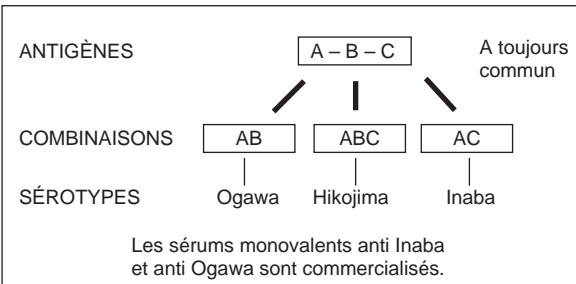 ANTIGÈNES A – B – C A toujours
commun
COMBINAISONS AB ABC AC
SÉROTYPES Ogawa Hikojima Inaba
Les sérums monovalents anti Inaba
et anti Ogawa sont commercialisés.